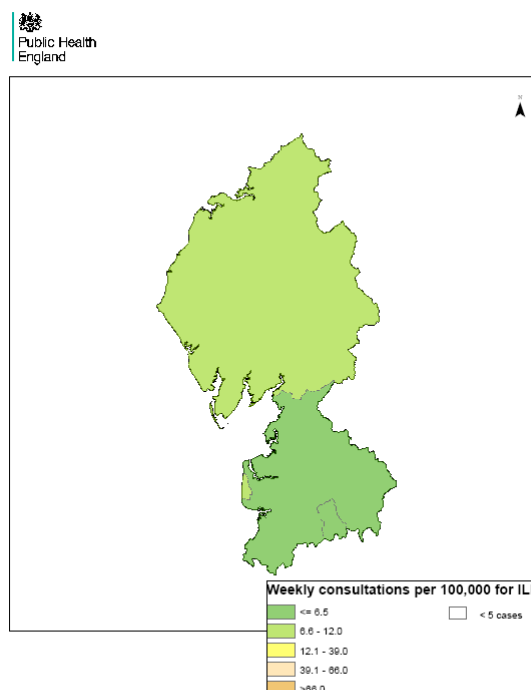 Public Health
England
N
Weekly consultations per 100,000 for IL
<= 6.5
< 5 cases
6.6 - 12.0
12.1 - 39.0
39.1 - 66.0
>66.0